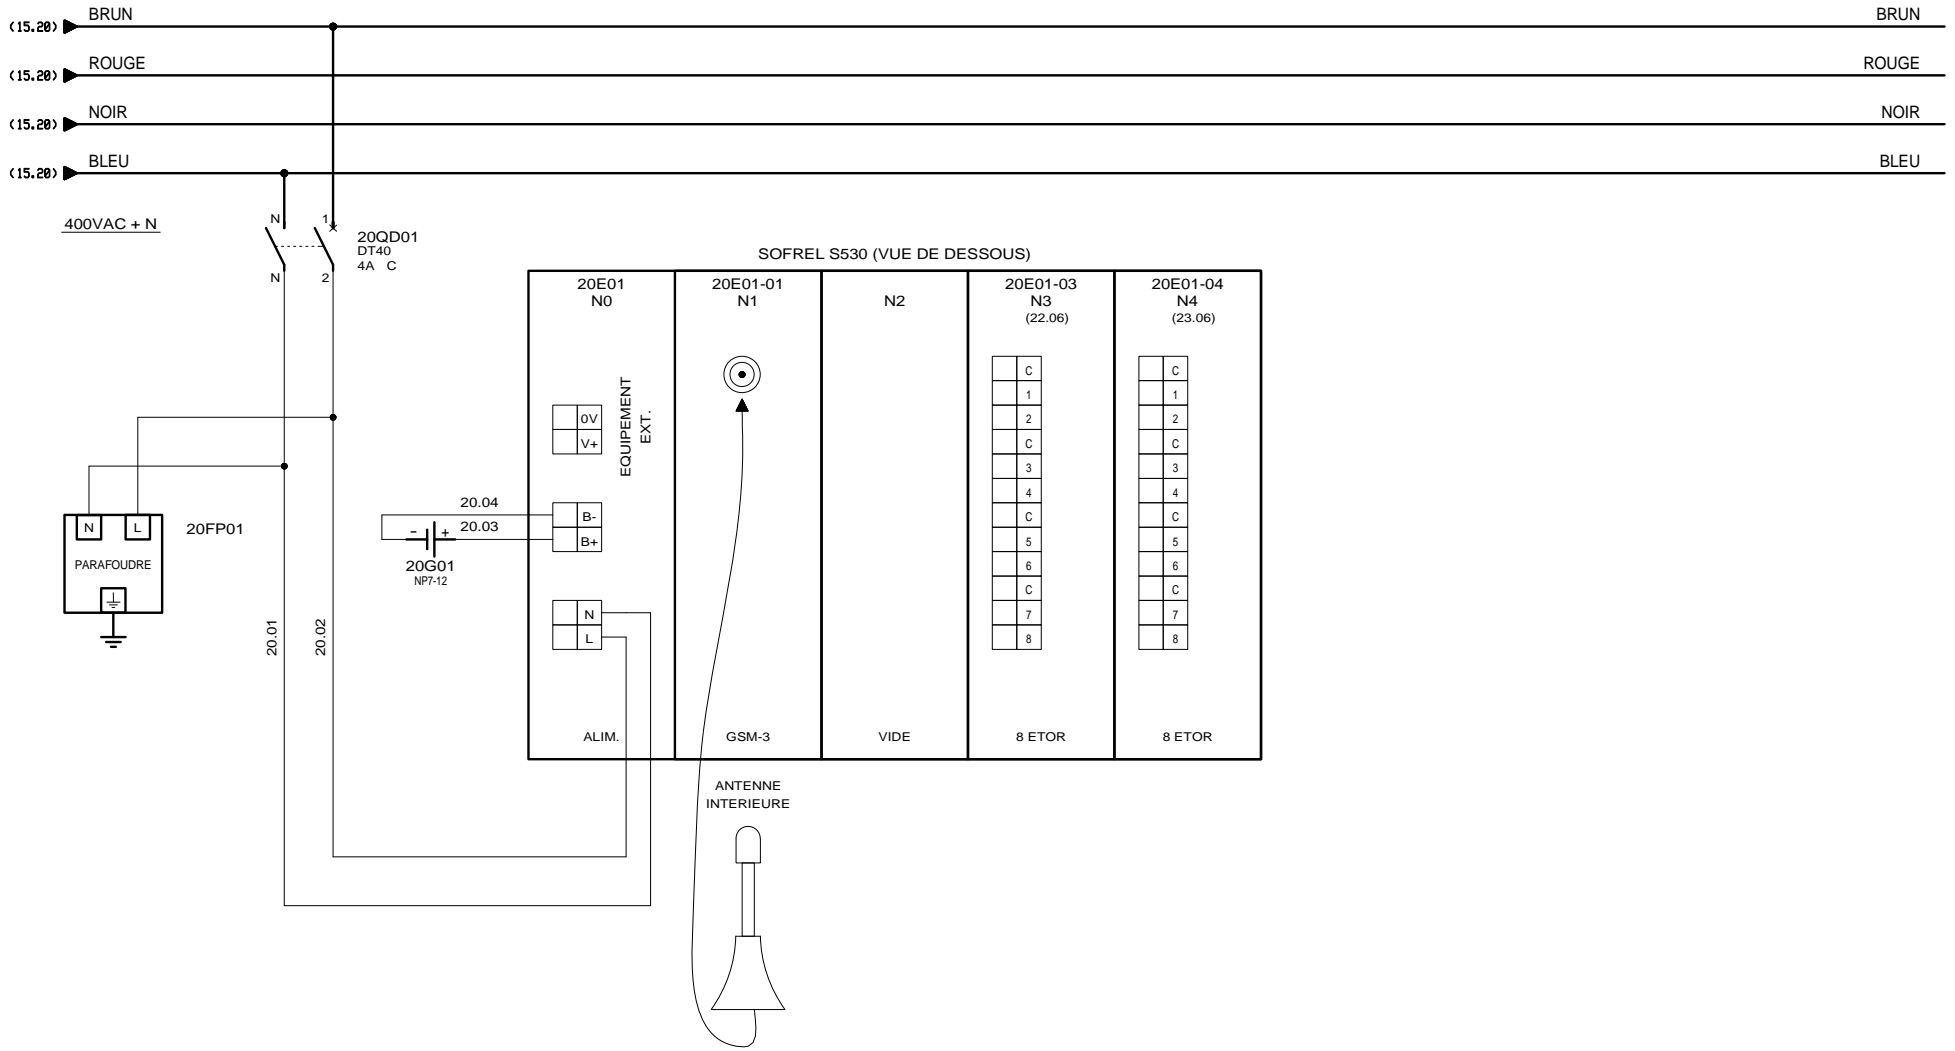 (15.20) BRUN BRUN
(15.20) ROUGE ROUGE
(15.20) NOIR NOIR
(15.20) BLEU BLEU
400VAC + N
N 1
20QD01
DT40
4A C
N 2
SOFREL S530 (VUE DE DESSOUS)
20E01
N0
EQUIPEMENT
EXT.
0V
V+
20.04
B-
20.03
B+
- +
20G01
NP7-12
N
L
ALIM.
20E01-01
N1
GSM-3
N2
VIDE
20E01-03
N3
(22.06)
C
1
2
C
3
4
C
5
6
C
7
8
8 ETOR
20E01-04
N4
(23.06)
C
1
2
C
3
4
C
5
6
C
7
8
8 ETOR
N L
20FP01
PARAFOUDRE
20.01
20.02
ANTENNE
INTERIEURE